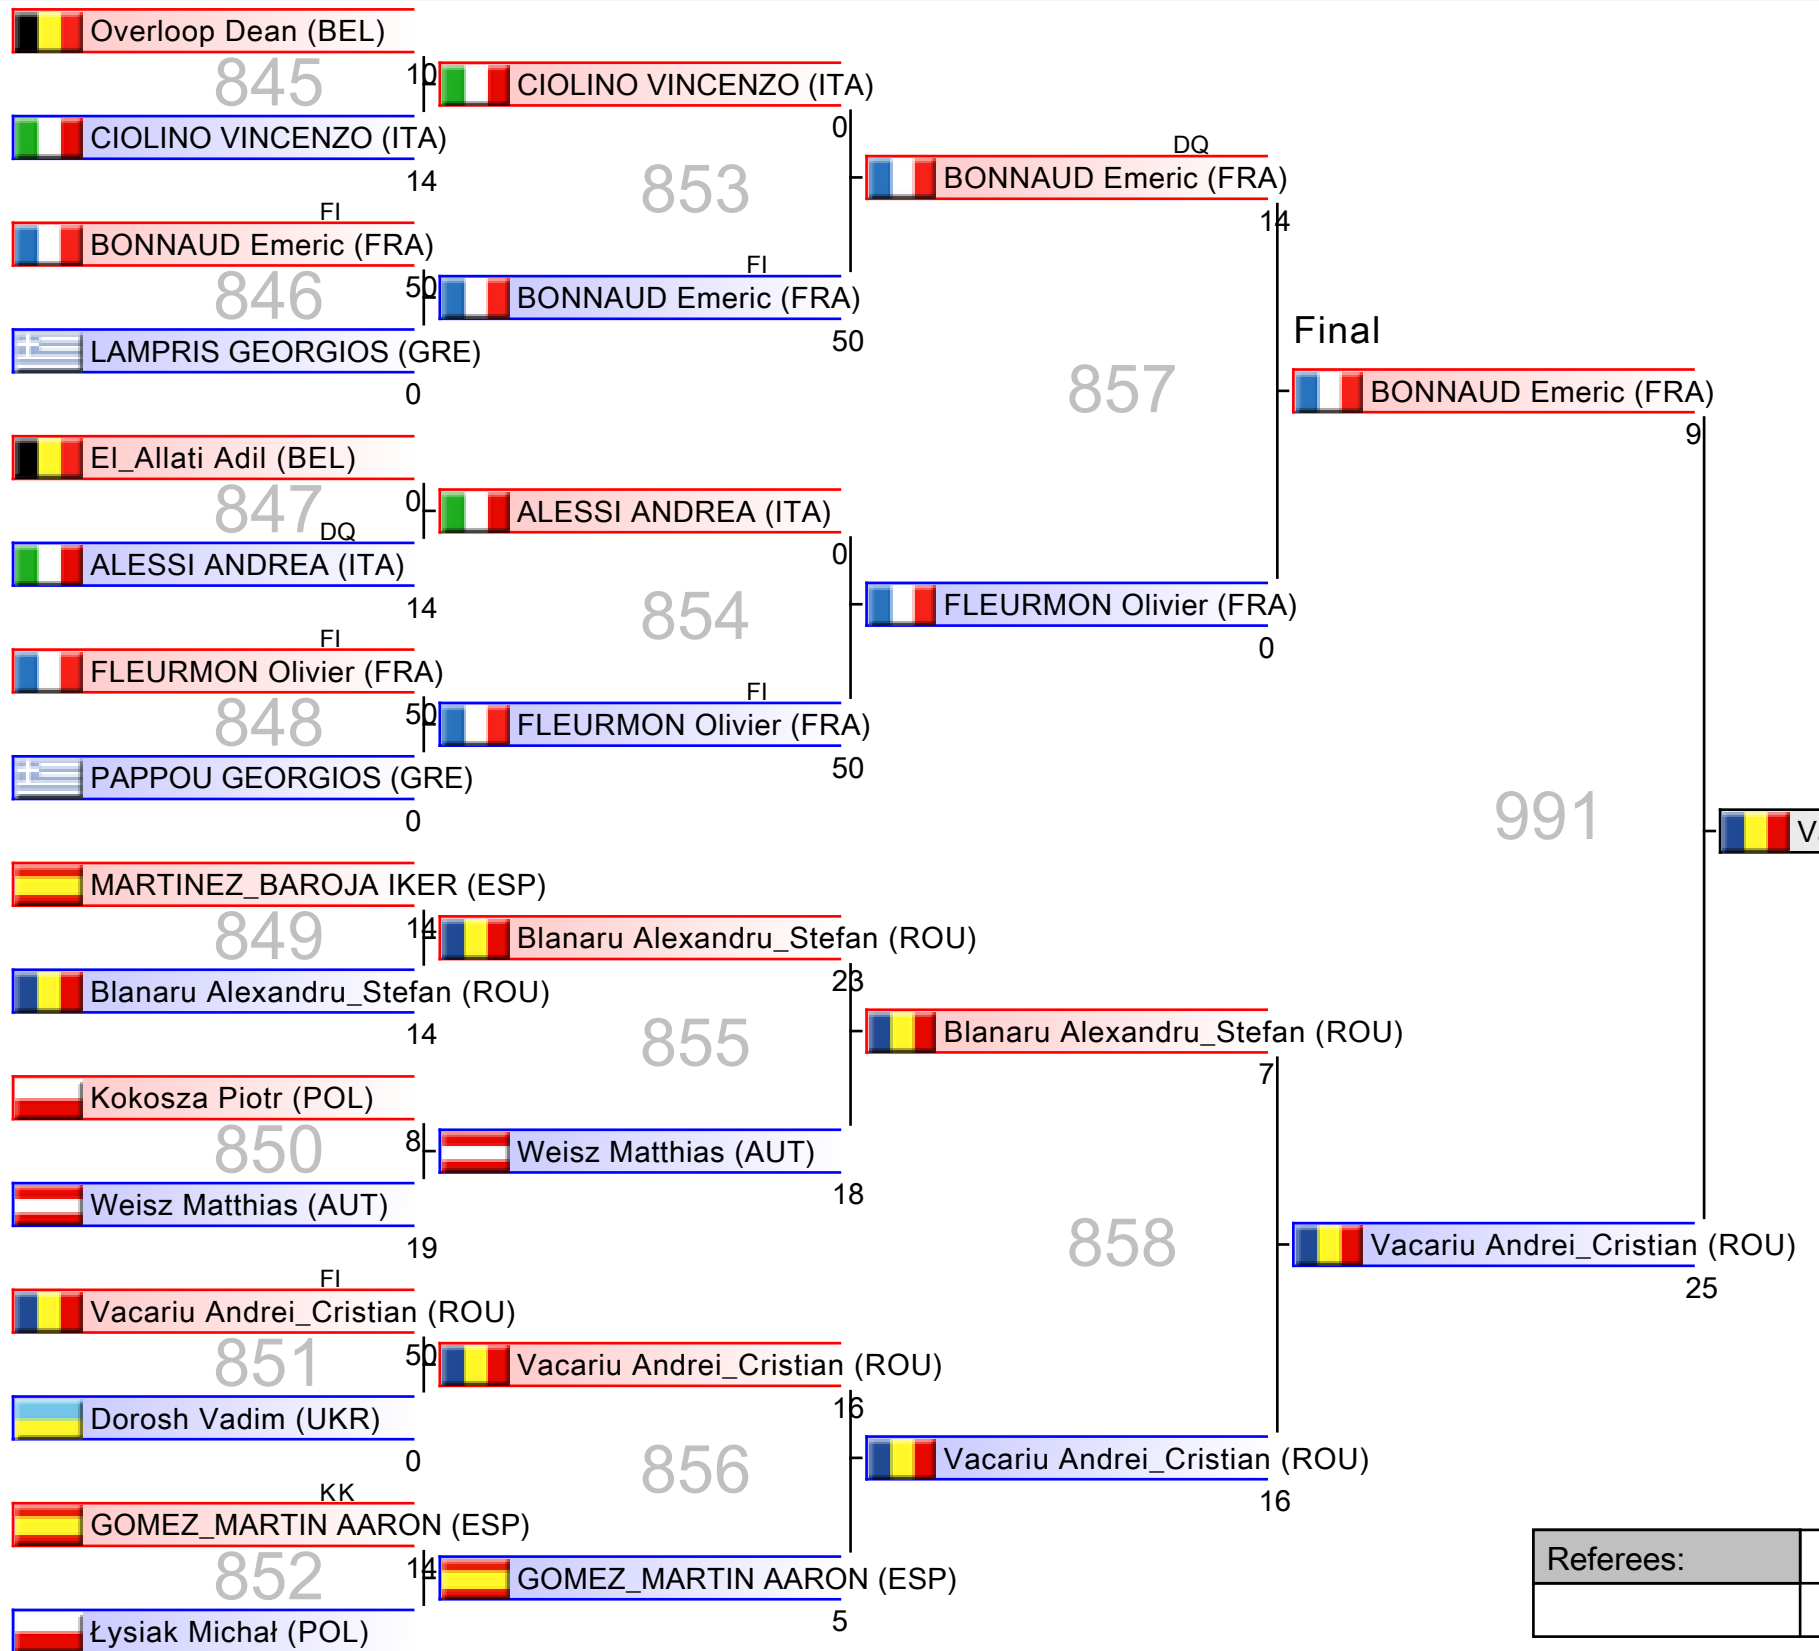 Overloop Dean (BEL)
845
10
CIOLINO VINCENZO (ITA)
CIOLINO VINCENZO (ITA)
0
14
853
DQ
BONNAUD Emeric (FRA)
FI
BONNAUD Emeric (FRA)
14
846
50
FI
BONNAUD Emeric (FRA)
LAMPRIS GEORGIOS (GRE)
50
0
857
Final
BONNAUD Emeric (FRA)
9
El_Allati Adil (BEL)
847
0
ALESSI ANDREA (ITA)
DQ
ALESSI ANDREA (ITA)
0
14
854
FLEURMON Olivier (FRA)
0
FI
FLEURMON Olivier (FRA)
848
50
FI
FLEURMON Olivier (FRA)
PAPPOU GEORGIOS (GRE)
50
0
991
MARTINEZ_BAROJA IKER (ESP)
849
14
Blanaru Alexandru_Stefan (ROU)
Blanaru Alexandru_Stefan (ROU)
23
14
855
Blanaru Alexandru_Stefan (ROU)
7
Kokosza Piotr (POL)
850
8
Weisz Matthias (AUT)
Weisz Matthias (AUT)
18
19
858
Vacariu Andrei_Cristian (ROU)
25
FI
Vacariu Andrei_Cristian (ROU)
851
50
Vacariu Andrei_Cristian (ROU)
Dorosh Vadim (UKR)
16
0
856
Vacariu Andrei_Cristian (ROU)
16
KK
GOMEZ_MARTIN AARON (ESP)
852
14
GOMEZ_MARTIN AARON (ESP)
5
Łysiak Michał (POL)
Referees: